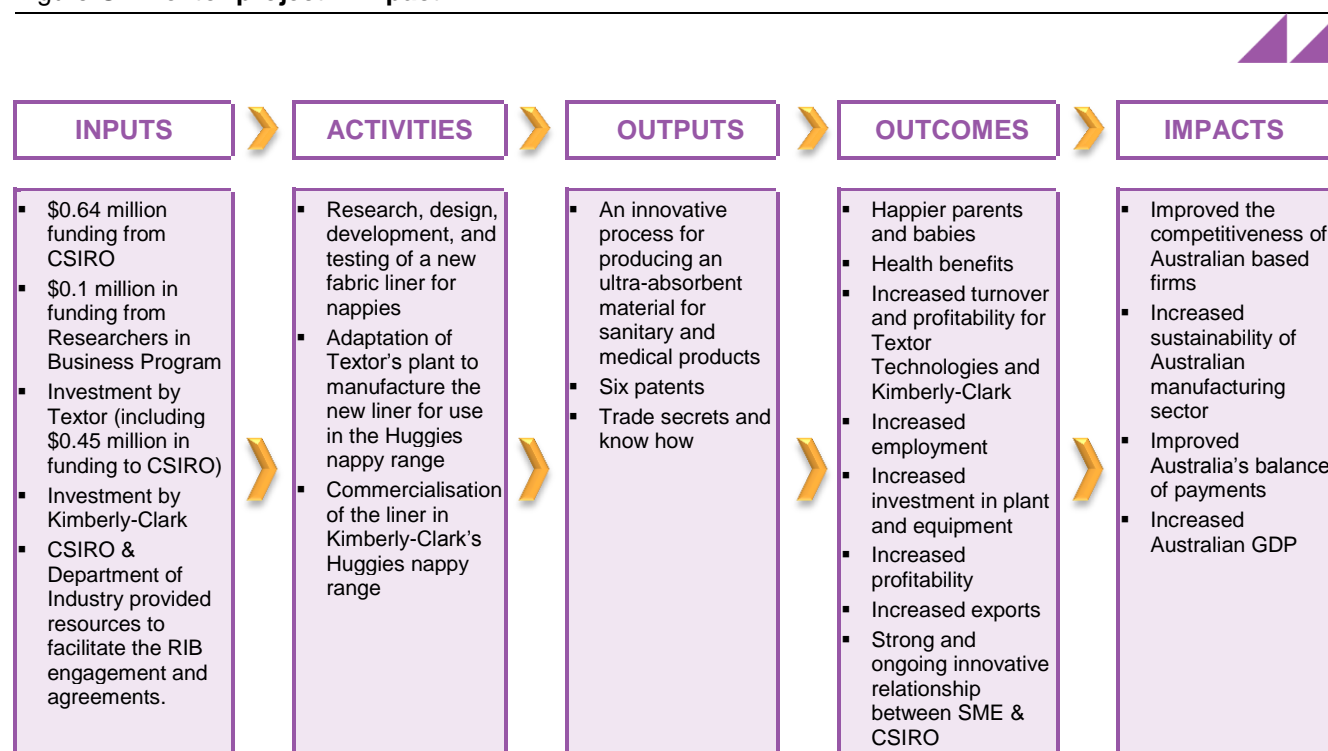 INPUTS
ACTIVITIES
OUTPUTS
OUTCOMES
IMPACTS
▪ $0.64 million
funding from
CSIRO
▪ $0.1 million in
funding from
Researchers in
Business Program
▪ Investment by
Textor (including
$0.45 million in
funding to CSIRO)
▪ Investment by
Kimberly-Clark
▪ CSIRO &
Department of
Industry provided
resources to
facilitate the RIB
engagement and
agreements.
▪ Research, design,
development, and
testing of a new
fabric liner for
nappies
▪ Adaptation of
Textor’s plant to
manufacture the
new liner for use
in the Huggies
nappy range
▪ Commercialisation
of the liner in
Kimberly-Clark’s
Huggies nappy
range
▪ An innovative
process for
producing an
ultra-absorbent
material for
sanitary and
medical products
▪ Six patents
▪ Trade secrets and
know how
▪ Happier parents
and babies
▪ Health benefits
▪ Increased turnover
and profitability for
Textor
Technologies and
Kimberly-Clark
▪ Increased
employment
▪ Increased
investment in plant
and equipment
▪ Increased
profitability
▪ Increased exports
▪ Strong and
ongoing innovative
relationship
between SME &
CSIRO
▪ Improved the
competitiveness of
Australian based
firms
▪ Increased
sustainability of
Australian
manufacturing
sector
▪ Improved
Australia’s balance
of payments
▪ Increased
Australian GDP